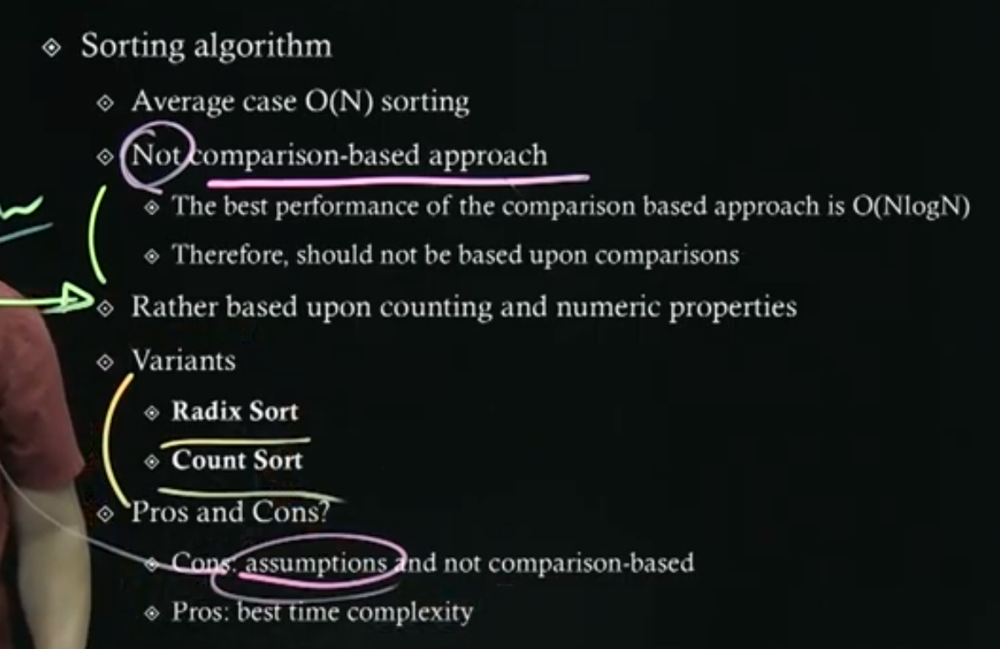 Sorting algorithm
Average case O(N) sorting
Not comparison-based approach
The best performance of the comparison based approach is O(NlogN)
Therefore, should not be based upon comparisons
Rather based upon counting and numeric properties
Variants
Radix Sort
Count Sort
Pros and Cons?
Cons: assumptions and not comparison-based
Pros: best time complexity